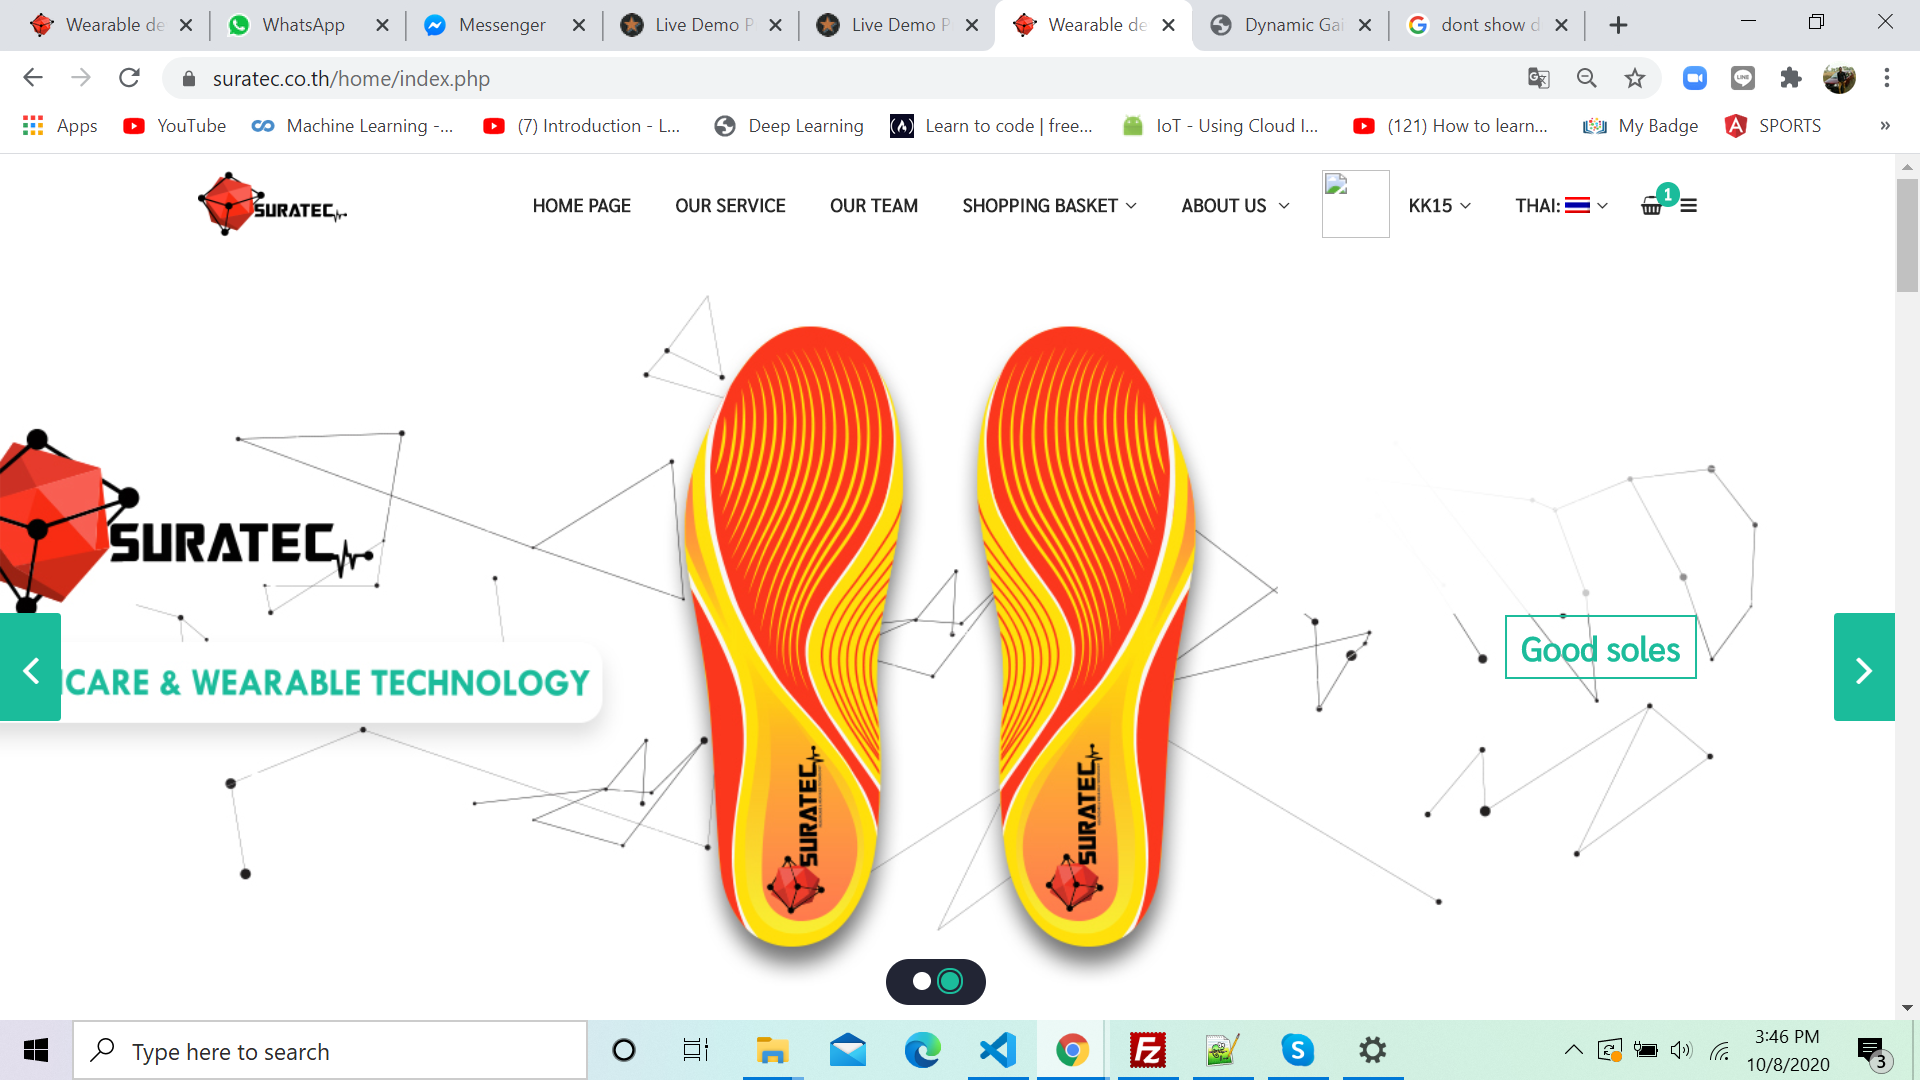 Wearable de
WhatsApp
Messenger
Live Demo P
Live Demo P
Wearable de
Dynamic Gai
dont show d
suratec.co.th/home/index.php
Apps
YouTube
Machine Learning -...
(7) Introduction - L...
Deep Learning
Learn to code | free...
IoT - Using Cloud I...
(121) How to learn...
My Badge
SPORTS
»
SURATEC
HOME PAGE
OUR SERVICE
OUR TEAM
SHOPPING BASKET
ABOUT US
KK15
THAI:
1
SURATEC
ICARE & WEARABLE TECHNOLOGY
Good soles
SURATEC
SURATEC
Type here to search
3:46 PM
10/8/2020
3